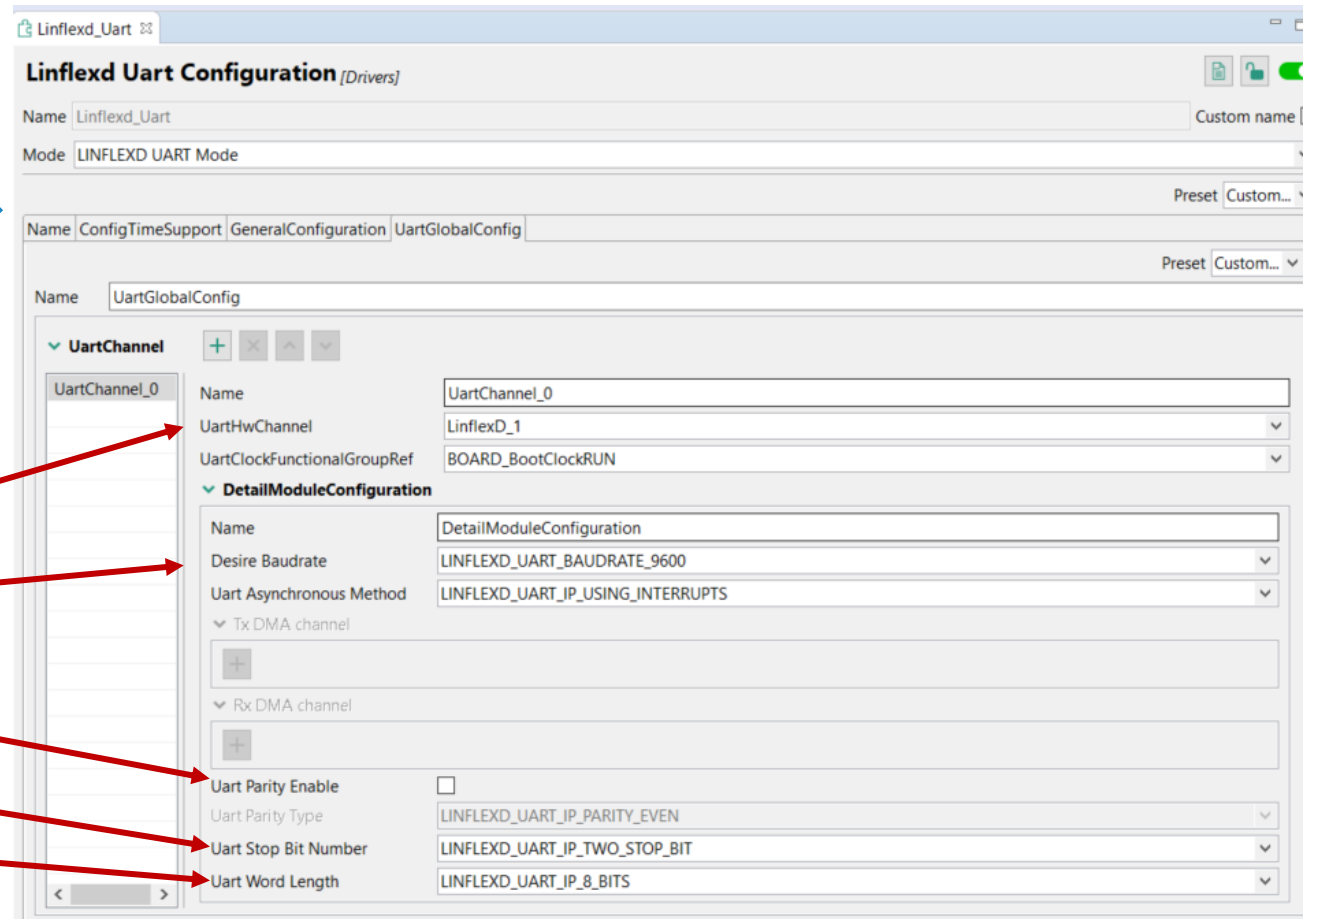 Linflexd_Uart
Linflexd Uart Configuration [Drivers]
Name Linflexd_Uart Custom name
Mode LINFLEXD UART Mode
Preset Custom...
Name ConfigTimeSupport GeneralConfiguration UartGlobalConfig
Preset Custom...
Name UartGlobalConfig
UartChannel
UartChannel_0
Name UartChannel_0
UartHwChannel LinflexD_1
UartClockFunctionalGroupRef BOARD_BootClockRUN
DetailModuleConfiguration
Name DetailModuleConfiguration
Desire Baudrate LINFLEXD_UART_BAUDRATE_9600
Uart Asynchronous Method LINFLEXD_UART_IP_USING_INTERRUPTS
Tx DMA channel
Rx DMA channel
Uart Parity Enable
Uart Parity Type LINFLEXD_UART_IP_PARITY_EVEN
Uart Stop Bit Number LINFLEXD_UART_IP_TWO_STOP_BIT
Uart Word Length LINFLEXD_UART_IP_8_BITS